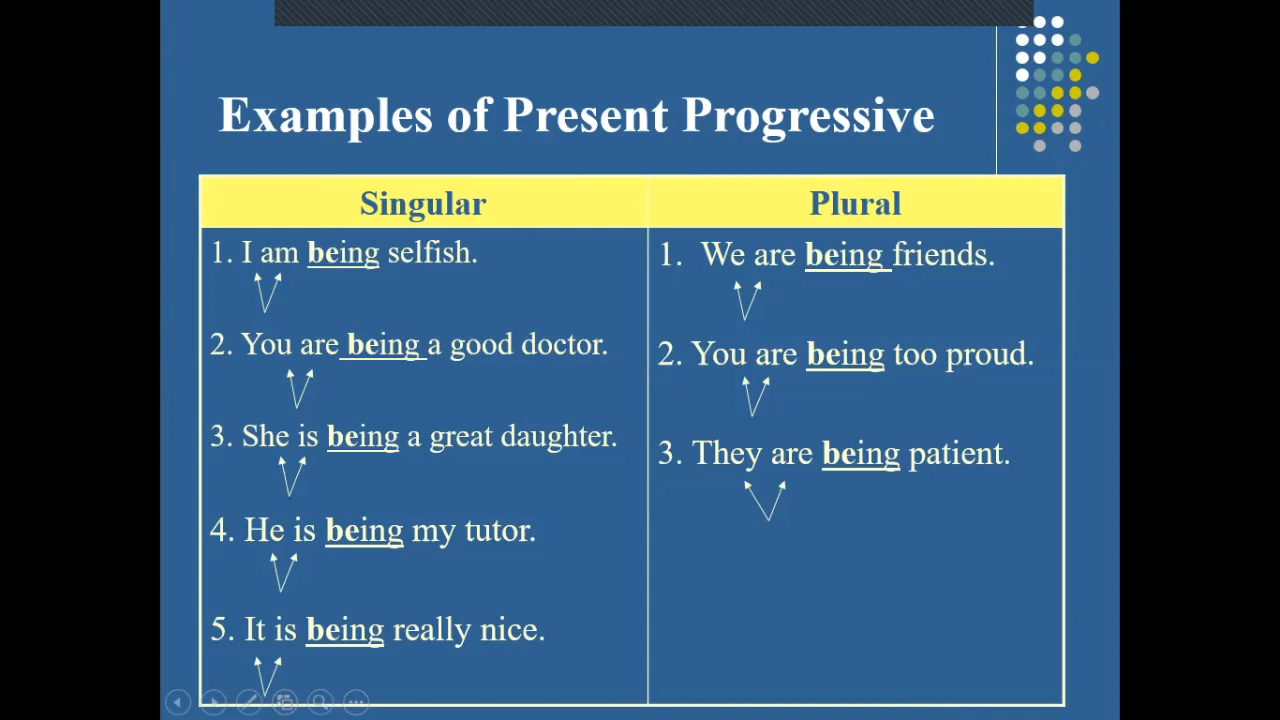 Examples of Present Progressive
Singular
1. I am being selfish.
2. You are being a good doctor.
3. She is being a great daughter.
4. He is being my tutor.
5. It is being really nice.
Plural
1. We are being friends.
2. You are being too proud.
3. They are being patient.